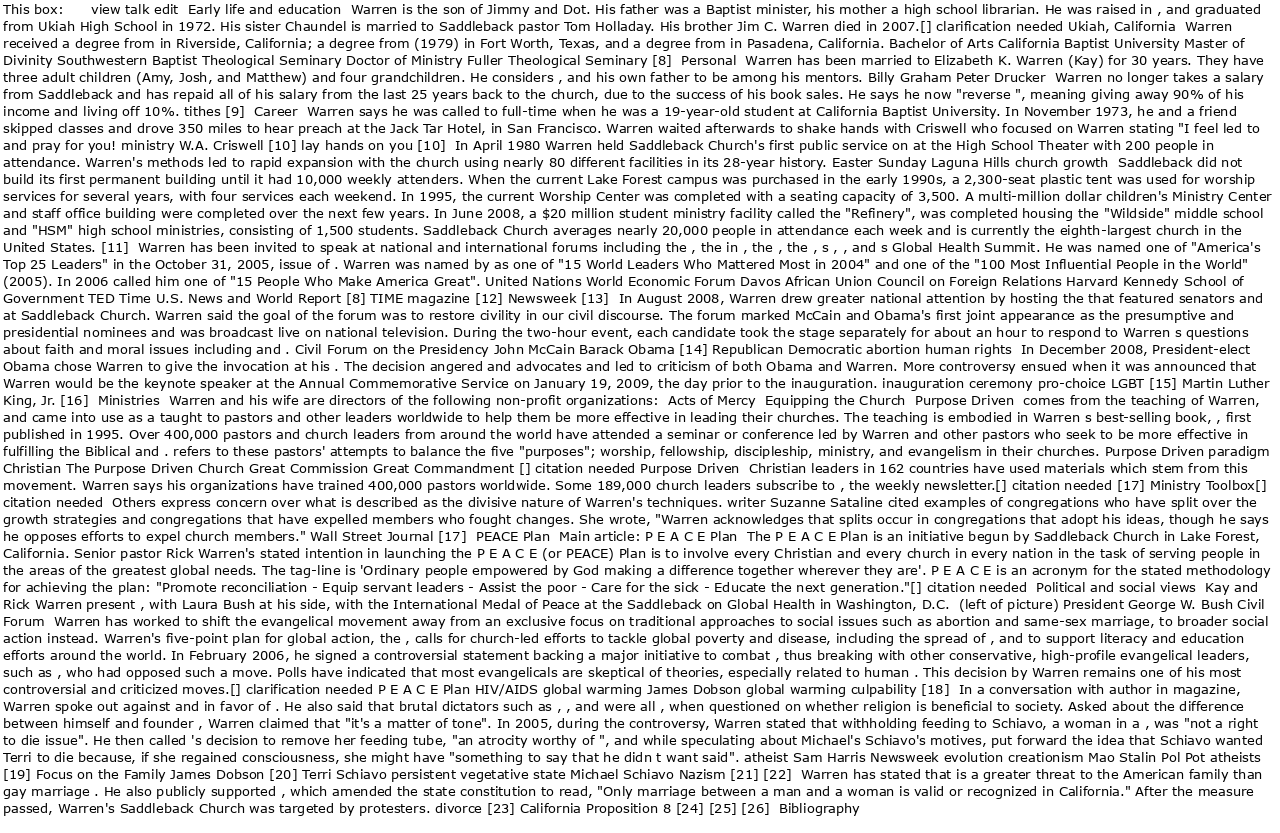 This box:       view talk edit  Early life and education  Warren is the son of Jimmy and Dot. His father was a Baptist minister, his mother a high school librarian. He was raised in , and graduated
from Ukiah High School in 1972. His sister Chaundel is married to Saddleback pastor Tom Holladay. His brother Jim C. Warren died in 2007.[] clarification needed Ukiah, California  Warren
received a degree from in Riverside, California; a degree from (1979) in Fort Worth, Texas, and a degree from in Pasadena, California. Bachelor of Arts California Baptist University Master of
Divinity Southwestern Baptist Theological Seminary Doctor of Ministry Fuller Theological Seminary [8]  Personal  Warren has been married to Elizabeth K. Warren (Kay) for 30 years. They have
three adult children (Amy, Josh, and Matthew) and four grandchildren. He considers , and his own father to be among his mentors. Billy Graham Peter Drucker  Warren no longer takes a salary
from Saddleback and has repaid all of his salary from the last 25 years back to the church, due to the success of his book sales. He says he now "reverse ", meaning giving away 90% of his
income and living off 10%. tithes [9]  Career  Warren says he was called to full-time when he was a 19-year-old student at California Baptist University. In November 1973, he and a friend
skipped classes and drove 350 miles to hear preach at the Jack Tar Hotel, in San Francisco. Warren waited afterwards to shake hands with Criswell who focused on Warren stating "I feel led to
and pray for you! ministry W.A. Criswell [10] lay hands on you [10]  In April 1980 Warren held Saddleback Church's first public service on at the High School Theater with 200 people in
attendance. Warren's methods led to rapid expansion with the church using nearly 80 different facilities in its 28-year history. Easter Sunday Laguna Hills church growth  Saddleback did not
build its first permanent building until it had 10,000 weekly attenders. When the current Lake Forest campus was purchased in the early 1990s, a 2,300-seat plastic tent was used for worship
services for several years, with four services each weekend. In 1995, the current Worship Center was completed with a seating capacity of 3,500. A multi-million dollar children's Ministry Center
and staff office building were completed over the next few years. In June 2008, a $20 million student ministry facility called the "Refinery", was completed housing the "Wildside" middle school
and "HSM" high school ministries, consisting of 1,500 students. Saddleback Church averages nearly 20,000 people in attendance each week and is currently the eighth-largest church in the
United States. [11]  Warren has been invited to speak at national and international forums including the , the in , the , the , s , , and s Global Health Summit. He was named one of "America's
Top 25 Leaders" in the October 31, 2005, issue of . Warren was named by as one of "15 World Leaders Who Mattered Most in 2004" and one of the "100 Most Influential People in the World"
(2005). In 2006 called him one of "15 People Who Make America Great". United Nations World Economic Forum Davos African Union Council on Foreign Relations Harvard Kennedy School of
Government TED Time U.S. News and World Report [8] TIME magazine [12] Newsweek [13]  In August 2008, Warren drew greater national attention by hosting the that featured senators and
at Saddleback Church. Warren said the goal of the forum was to restore civility in our civil discourse. The forum marked McCain and Obama's first joint appearance as the presumptive and
presidential nominees and was broadcast live on national television. During the two-hour event, each candidate took the stage separately for about an hour to respond to Warren s questions
about faith and moral issues including and . Civil Forum on the Presidency John McCain Barack Obama [14] Republican Democratic abortion human rights  In December 2008, President-elect
Obama chose Warren to give the invocation at his . The decision angered and advocates and led to criticism of both Obama and Warren. More controversy ensued when it was announced that
Warren would be the keynote speaker at the Annual Commemorative Service on January 19, 2009, the day prior to the inauguration. inauguration ceremony pro-choice LGBT [15] Martin Luther
King, Jr. [16]  Ministries  Warren and his wife are directors of the following non-profit organizations:  Acts of Mercy  Equipping the Church  Purpose Driven  comes from the teaching of Warren,
and came into use as a taught to pastors and other leaders worldwide to help them be more effective in leading their churches. The teaching is embodied in Warren s best-selling book, , first
published in 1995. Over 400,000 pastors and church leaders from around the world have attended a seminar or conference led by Warren and other pastors who seek to be more effective in
fulfilling the Biblical and . refers to these pastors' attempts to balance the five "purposes"; worship, fellowship, discipleship, ministry, and evangelism in their churches. Purpose Driven paradigm
Christian The Purpose Driven Church Great Commission Great Commandment [] citation needed Purpose Driven  Christian leaders in 162 countries have used materials which stem from this
movement. Warren says his organizations have trained 400,000 pastors worldwide. Some 189,000 church leaders subscribe to , the weekly newsletter.[] citation needed [17] Ministry Toolbox[]
citation needed  Others express concern over what is described as the divisive nature of Warren's techniques. writer Suzanne Sataline cited examples of congregations who have split over the
growth strategies and congregations that have expelled members who fought changes. She wrote, "Warren acknowledges that splits occur in congregations that adopt his ideas, though he says
he opposes efforts to expel church members." Wall Street Journal [17]  PEACE Plan  Main article: P E A C E Plan  The P E A C E Plan is an initiative begun by Saddleback Church in Lake Forest,
California. Senior pastor Rick Warren's stated intention in launching the P E A C E (or PEACE) Plan is to involve every Christian and every church in every nation in the task of serving people in
the areas of the greatest global needs. The tag-line is 'Ordinary people empowered by God making a difference together wherever they are'. P E A C E is an acronym for the stated methodology
for achieving the plan: "Promote reconciliation - Equip servant leaders - Assist the poor - Care for the sick - Educate the next generation."[] citation needed  Political and social views  Kay and
Rick Warren present , with Laura Bush at his side, with the International Medal of Peace at the Saddleback on Global Health in Washington, D.C.  (left of picture) President George W. Bush Civil
Forum  Warren has worked to shift the evangelical movement away from an exclusive focus on traditional approaches to social issues such as abortion and same-sex marriage, to broader social
action instead. Warren's five-point plan for global action, the , calls for church-led efforts to tackle global poverty and disease, including the spread of , and to support literacy and education
efforts around the world. In February 2006, he signed a controversial statement backing a major initiative to combat , thus breaking with other conservative, high-profile evangelical leaders,
such as , who had opposed such a move. Polls have indicated that most evangelicals are skeptical of theories, especially related to human . This decision by Warren remains one of his most
controversial and criticized moves.[] clarification needed P E A C E Plan HIV/AIDS global warming James Dobson global warming culpability [18]  In a conversation with author in magazine,
Warren spoke out against and in favor of . He also said that brutal dictators such as , , and were all , when questioned on whether religion is beneficial to society. Asked about the difference
between himself and founder , Warren claimed that "it's a matter of tone". In 2005, during the controversy, Warren stated that withholding feeding to Schiavo, a woman in a , was "not a right
to die issue". He then called 's decision to remove her feeding tube, "an atrocity worthy of ", and while speculating about Michael's Schiavo's motives, put forward the idea that Schiavo wanted
Terri to die because, if she regained consciousness, she might have "something to say that he didn t want said". atheist Sam Harris Newsweek evolution creationism Mao Stalin Pol Pot atheists
[19] Focus on the Family James Dobson [20] Terri Schiavo persistent vegetative state Michael Schiavo Nazism [21] [22]  Warren has stated that is a greater threat to the American family than
gay marriage . He also publicly supported , which amended the state constitution to read, "Only marriage between a man and a woman is valid or recognized in California." After the measure
passed, Warren's Saddleback Church was targeted by protesters. divorce [23] California Proposition 8 [24] [25] [26]  Bibliography